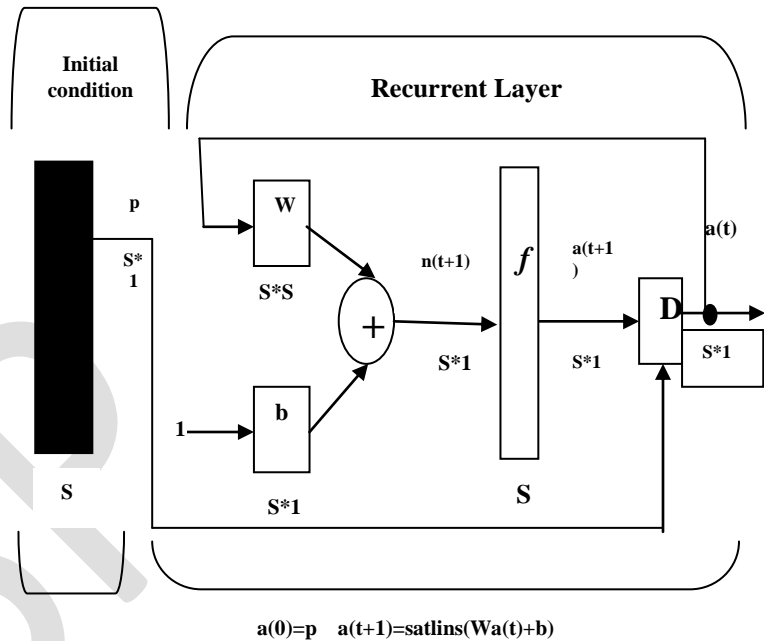 Initial
condition
Recurrent Layer
p
S*
1
W
S*S
n(t+1)
f
a(t+1
)
a(t)
+
D
S*1
S*1
S*1
1
b
S*1
S
S
a(0)=p a(t+1)=satlins(Wa(t)+b)